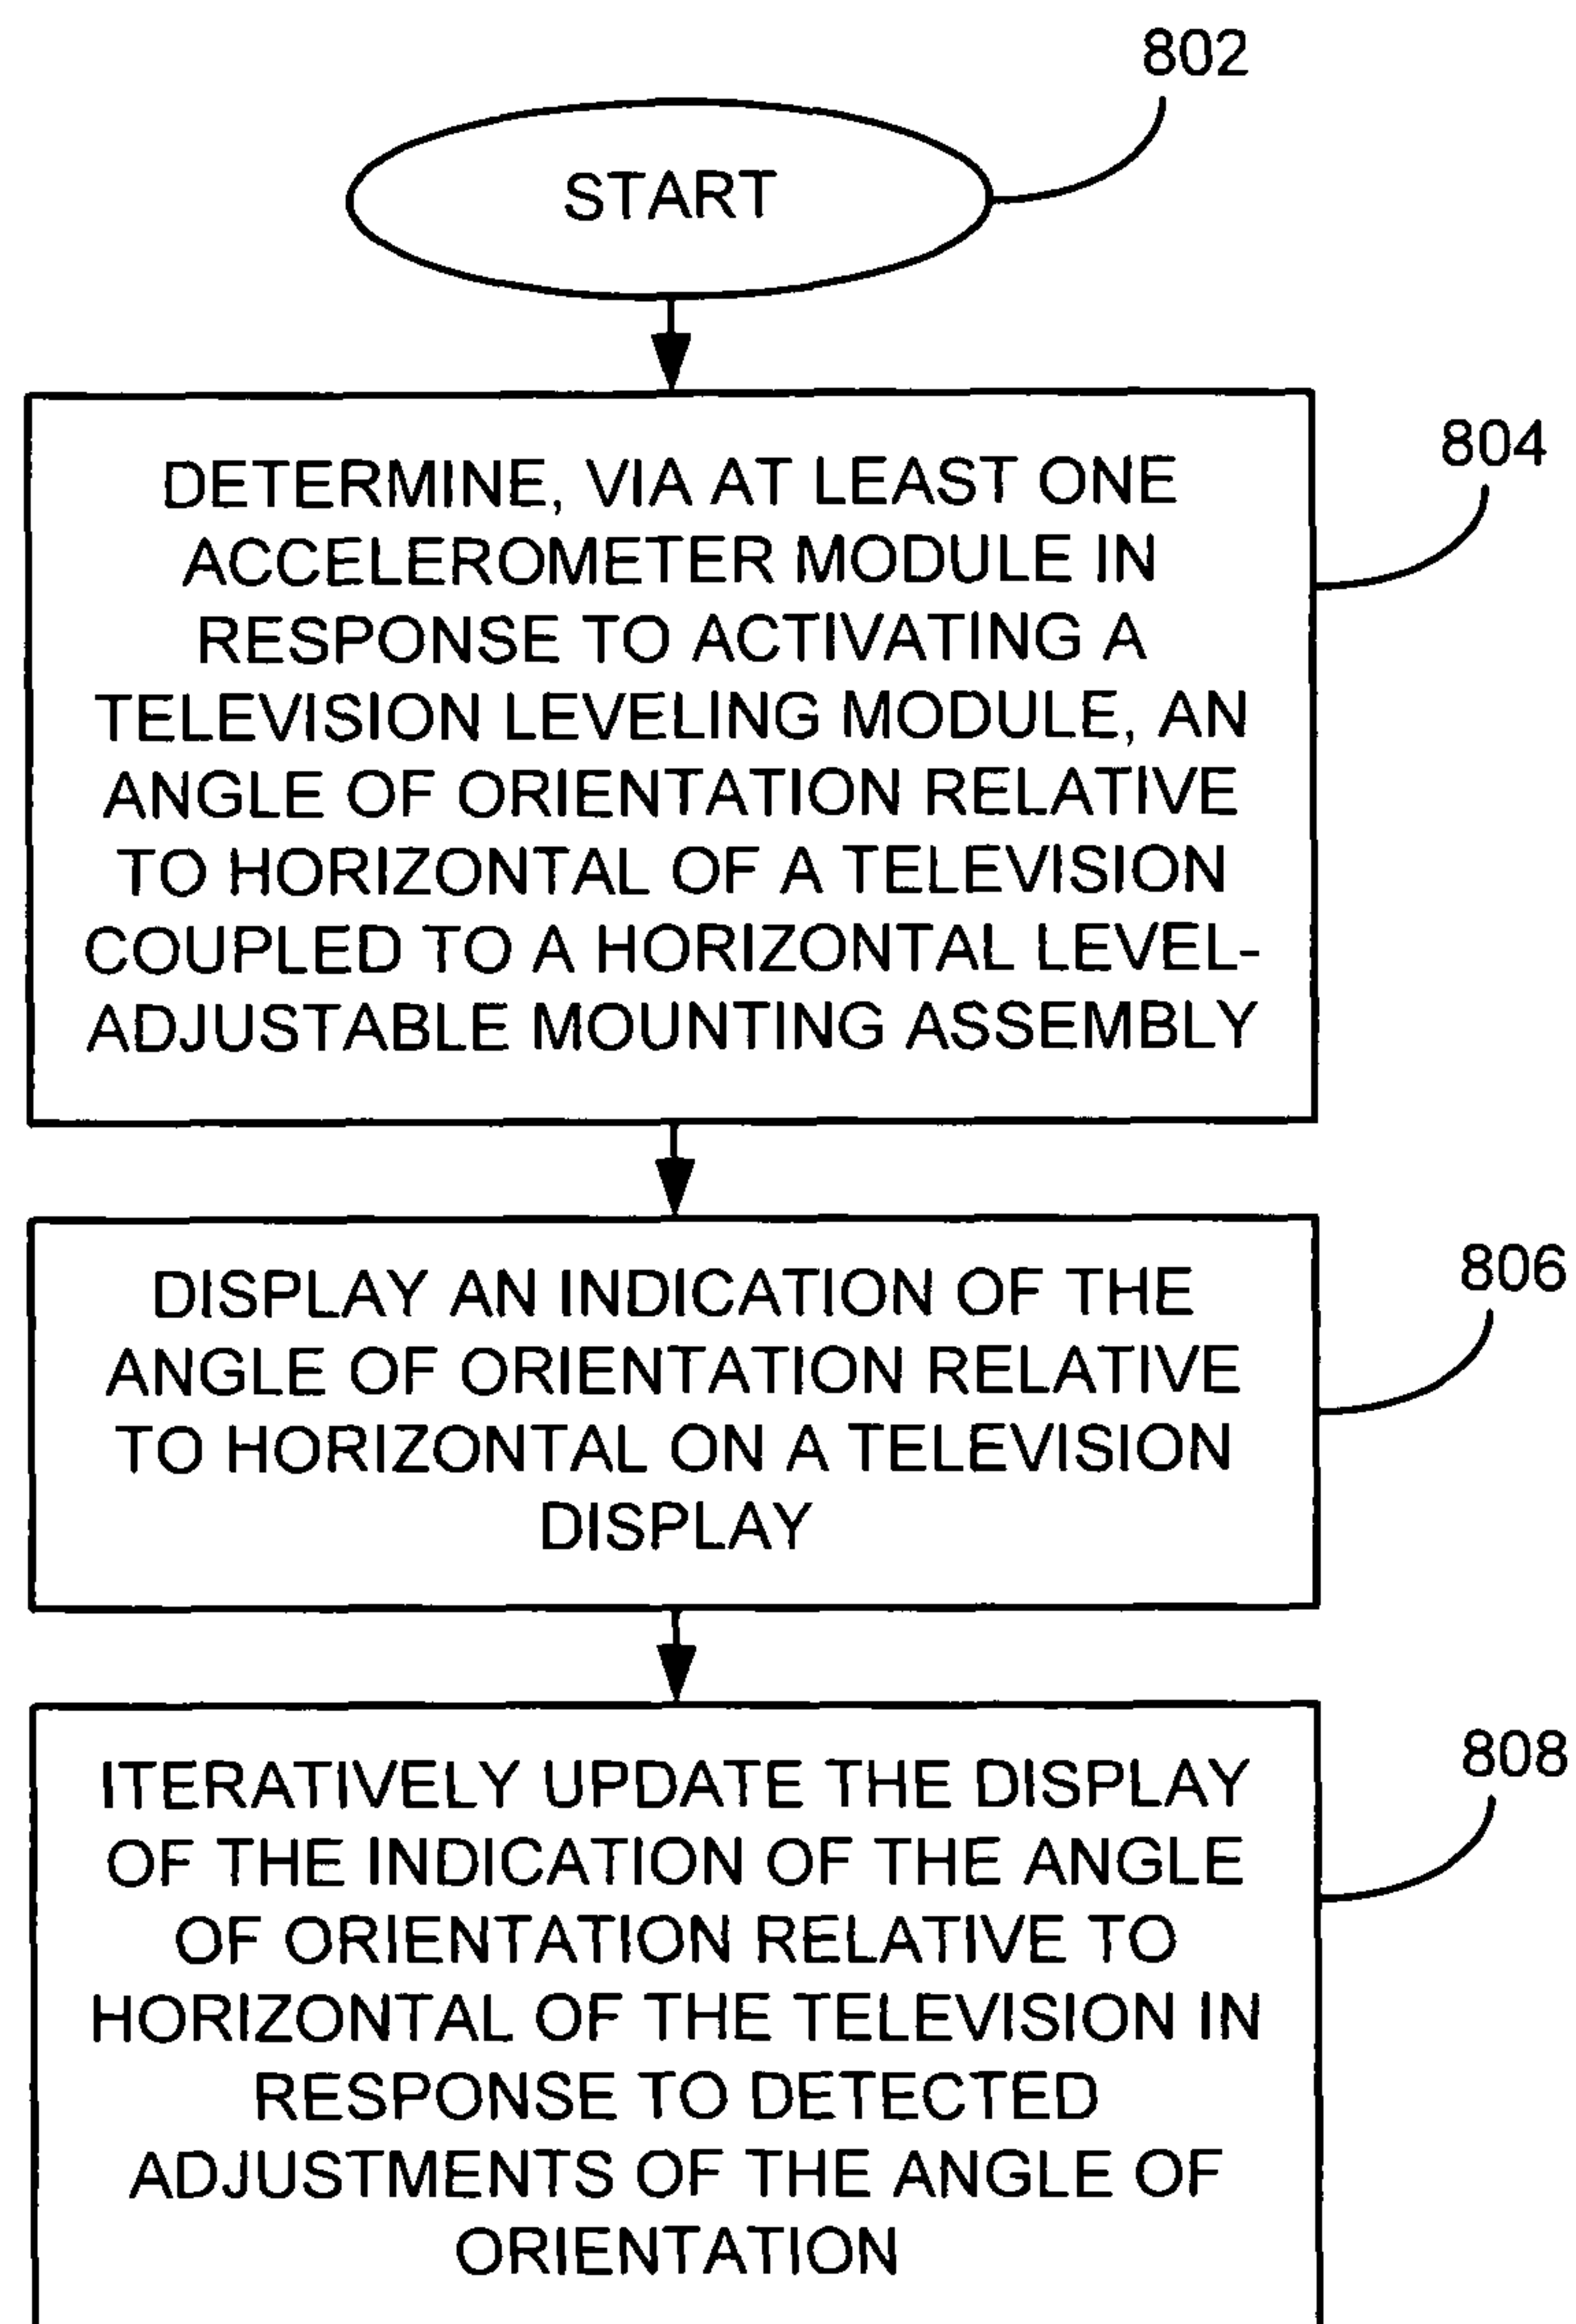 802
START
804
DETERMINE, VIA AT LEAST ONE
ACCELEROMETER MODULE IN
RESPONSE TO ACTIVATING A
TELEVISION LEVELING MODULE, AN
ANGLE OF ORIENTATION RELATIVE
TO HORIZONTAL OF A TELEVISION
COUPLED TO A HORIZONTAL LEVEL-
ADJUSTABLE MOUNTING ASSEMBLY
806
DISPLAY AN INDICATION OF THE
ANGLE OF ORIENTATION RELATIVE
TO HORIZONTAL ON A TELEVISION
DISPLAY
808
ITERATIVELY UPDATE THE DISPLAY
OF THE INDICATION OF THE ANGLE
OF ORIENTATION RELATIVE TO
HORIZONTAL OF THE TELEVISION IN
RESPONSE TO DETECTED
ADJUSTMENTS OF THE ANGLE OF
ORIENTATION